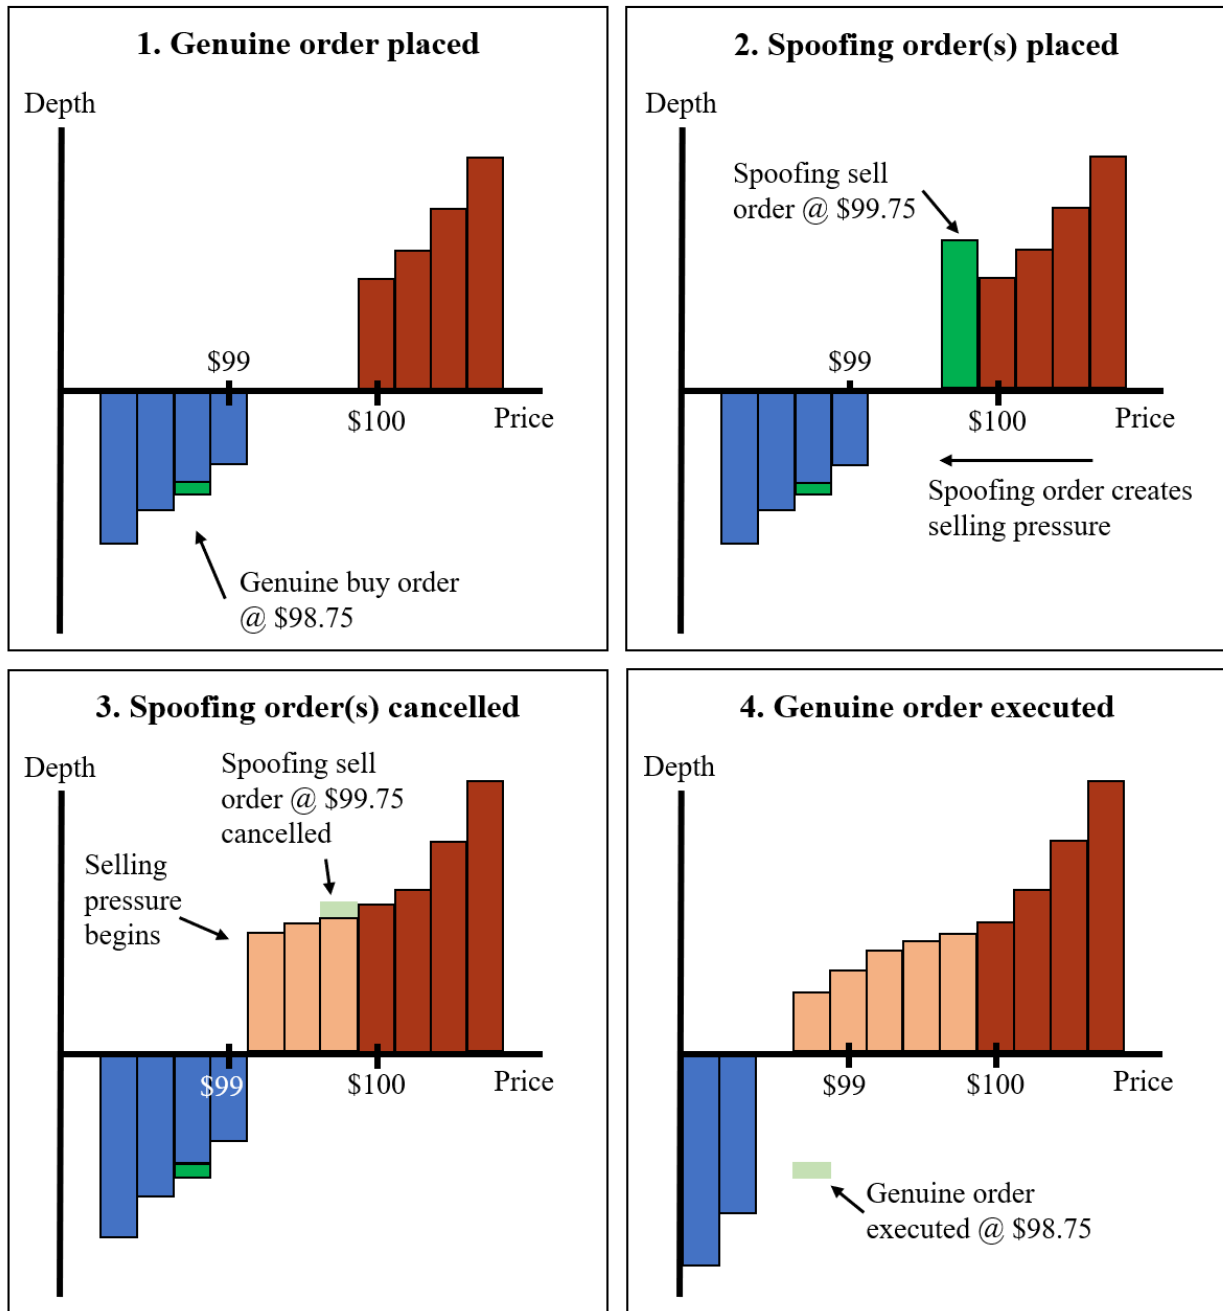 1. Genuine order placed
Depth
$99
$100
Price
Genuine buy order
@ $98.75
2. Spoofing order(s) placed
Spoofing sell
order @ $99.75
$99
$100
Price
Spoofing order creates
selling pressure
3. Spoofing order(s) cancelled
Depth
Spoofing sell
order @ $99.75
cancelled
Selling
pressure
begins
$99
$100
Price
4. Genuine order executed
Depth
$99
$100
Price
Genuine order
executed @ $98.75